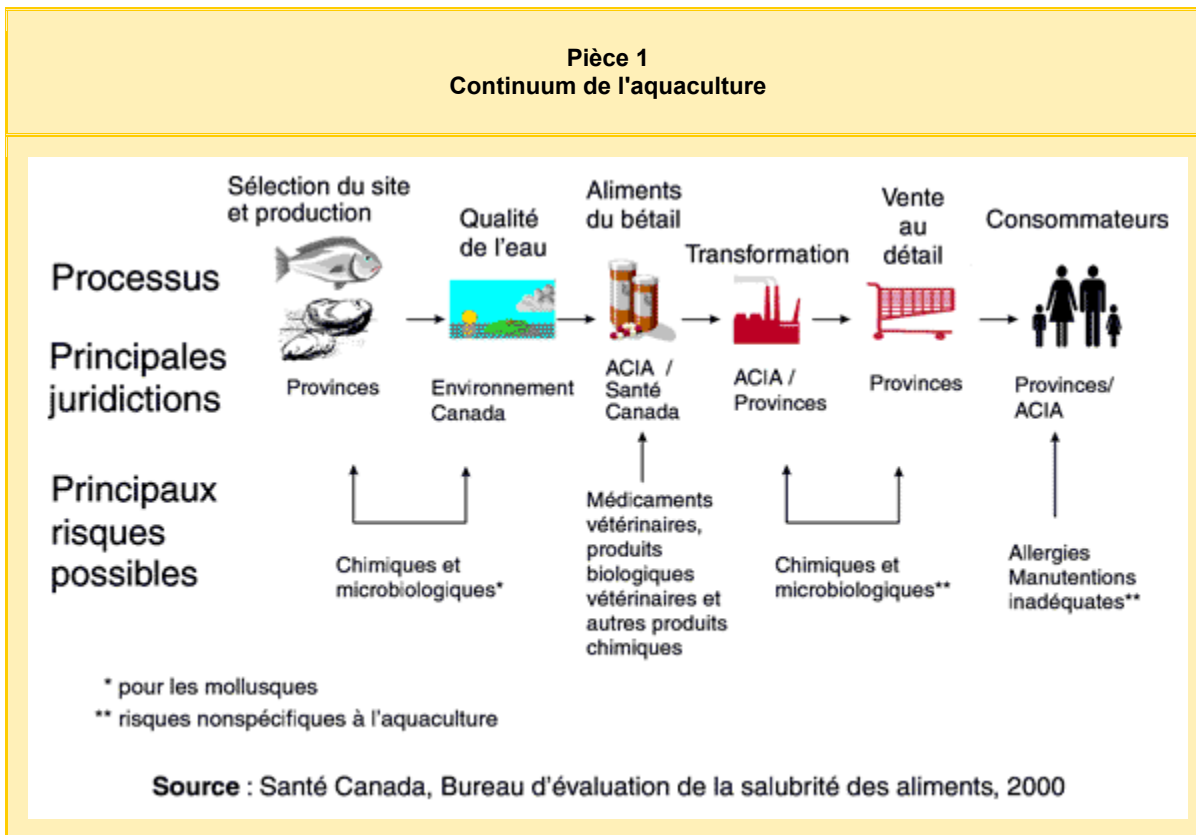 Pièce 1
Continuum de l'aquaculture
Processus
Sélection du site
et production
Qualité
de l'eau
Aliments
du bétail
Transformation
Vente
au
détail
Consommateurs
Principales
juridictions
Provinces
Environnement
Canada
ACIA /
Santé
Canada
ACIA /
Provinces
Provinces
Provinces/
ACIA
Principaux
risques
possibles
Chimiques et
microbiologiques*
Médicaments
vétérinaires,
produits
biologiques
vétérinaires et
autres produits
chimiques
Chimiques et
microbiologiques**
Allergies
Manutentions
inadéquates**
* pour les mollusques
** risques nonspécifiques à l'aquaculture
Source : Santé Canada, Bureau d'évaluation de la salubrité des aliments, 2000